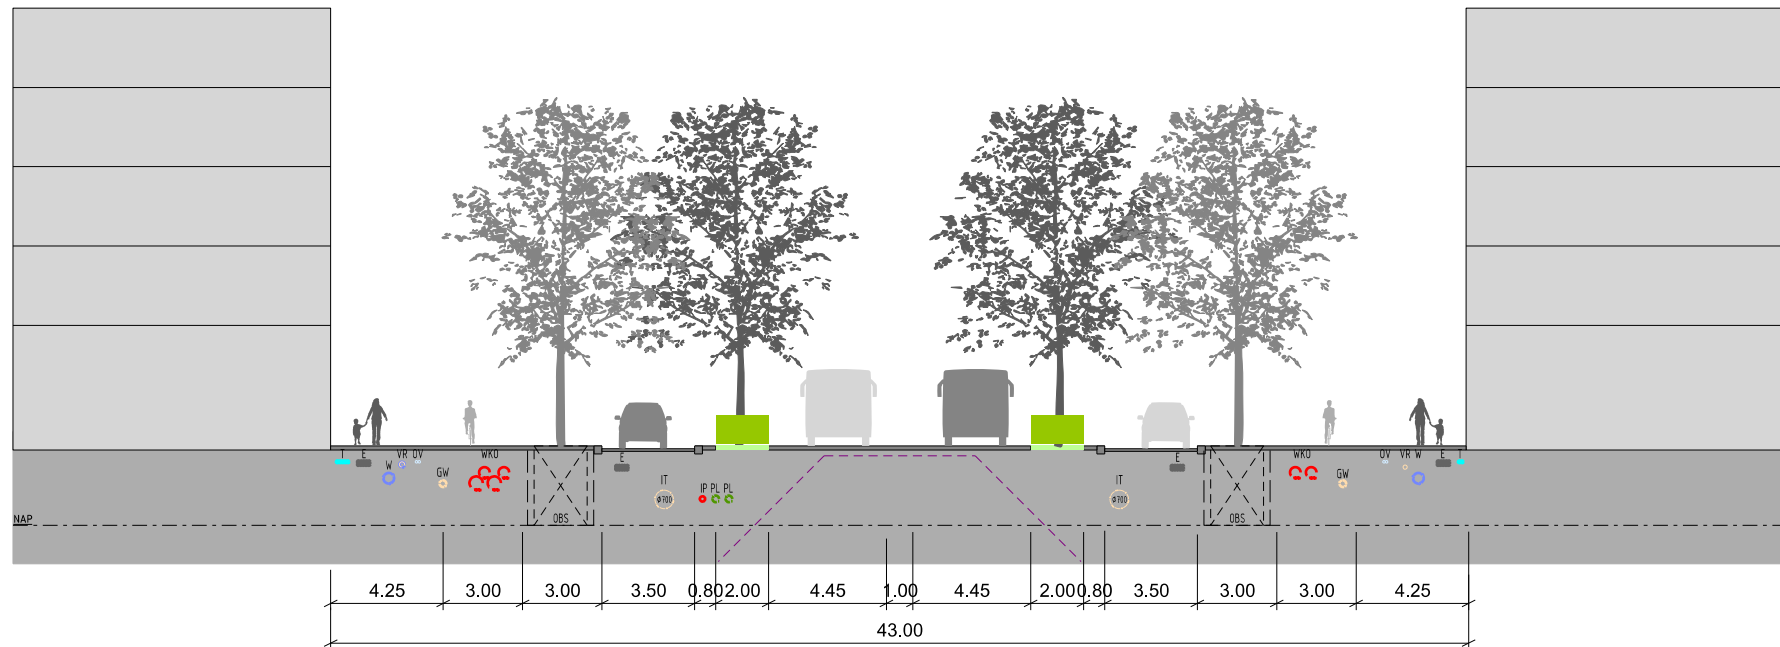 T E W VR OV GW WKO E IT IP PL PL E IT WKO GW OV VR W E T
Ø700 Ø700
X X
NAP OBS OBS
4.25 3.00 3.00 3.50 0.80 2.00 4.45 1.00 4.45 2.00 0.80 3.50 3.00 3.00 4.25
43.00